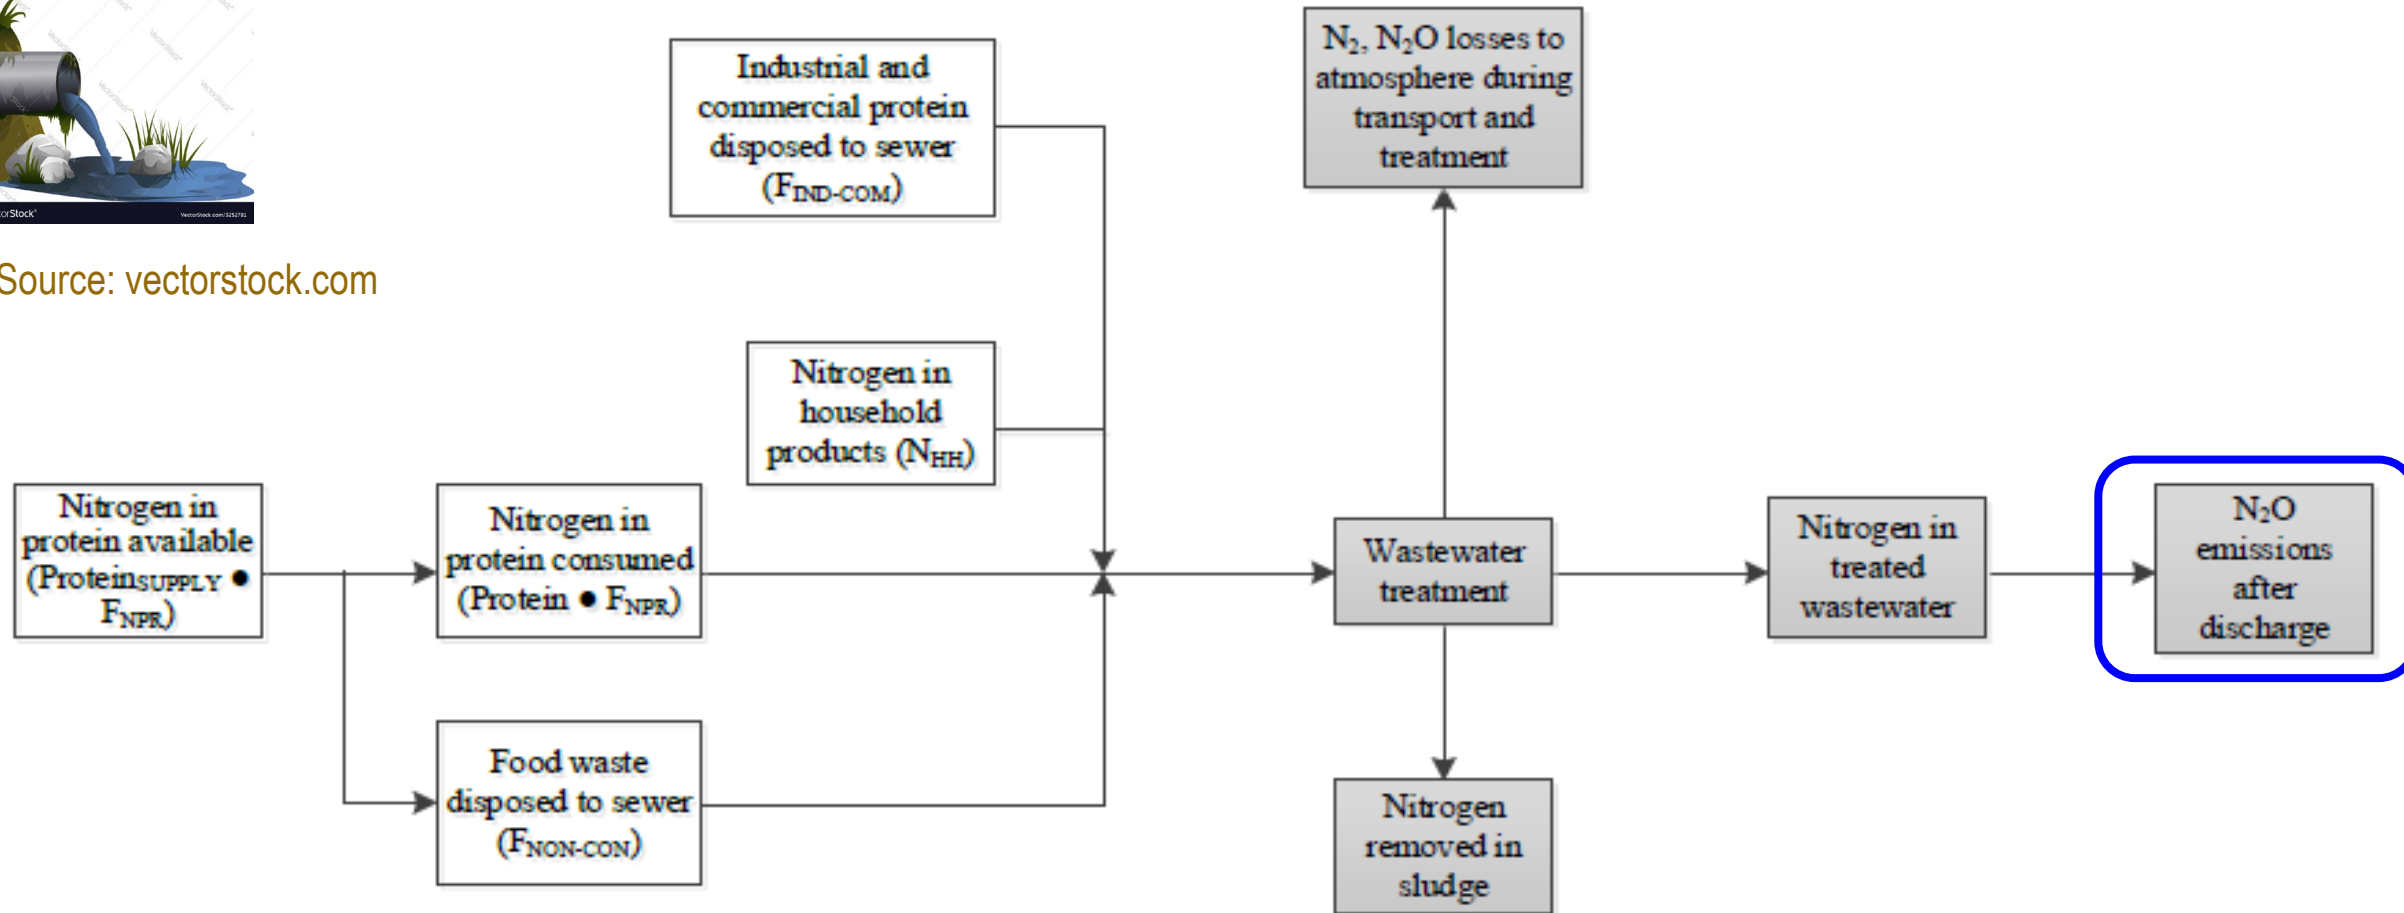 VectorStock.com/3252781
Source: vectorstock.com
Industrial and
commercial protein
disposed to sewer
(FIND-COM)
N2, N2O losses to
atmosphere during
transport and
treatment
Nitrogen in
household
products (NHH)
Nitrogen in
protein available
(ProteinSUPPLY ●
FNPR)
Nitrogen in
protein consumed
(Protein ● FNPR)
Wastewater
treatment
Nitrogen in
treated
wastewater
N2O
emissions
after
discharge
Food waste
disposed to sewer
(FNON-CON)
Nitrogen
removed in
sludge